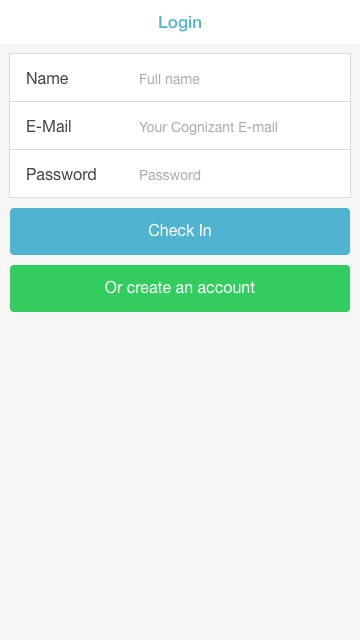 Login
Name Full name
E-Mail Your Cognizant E-mail
Password Password
Check In
Or create an account